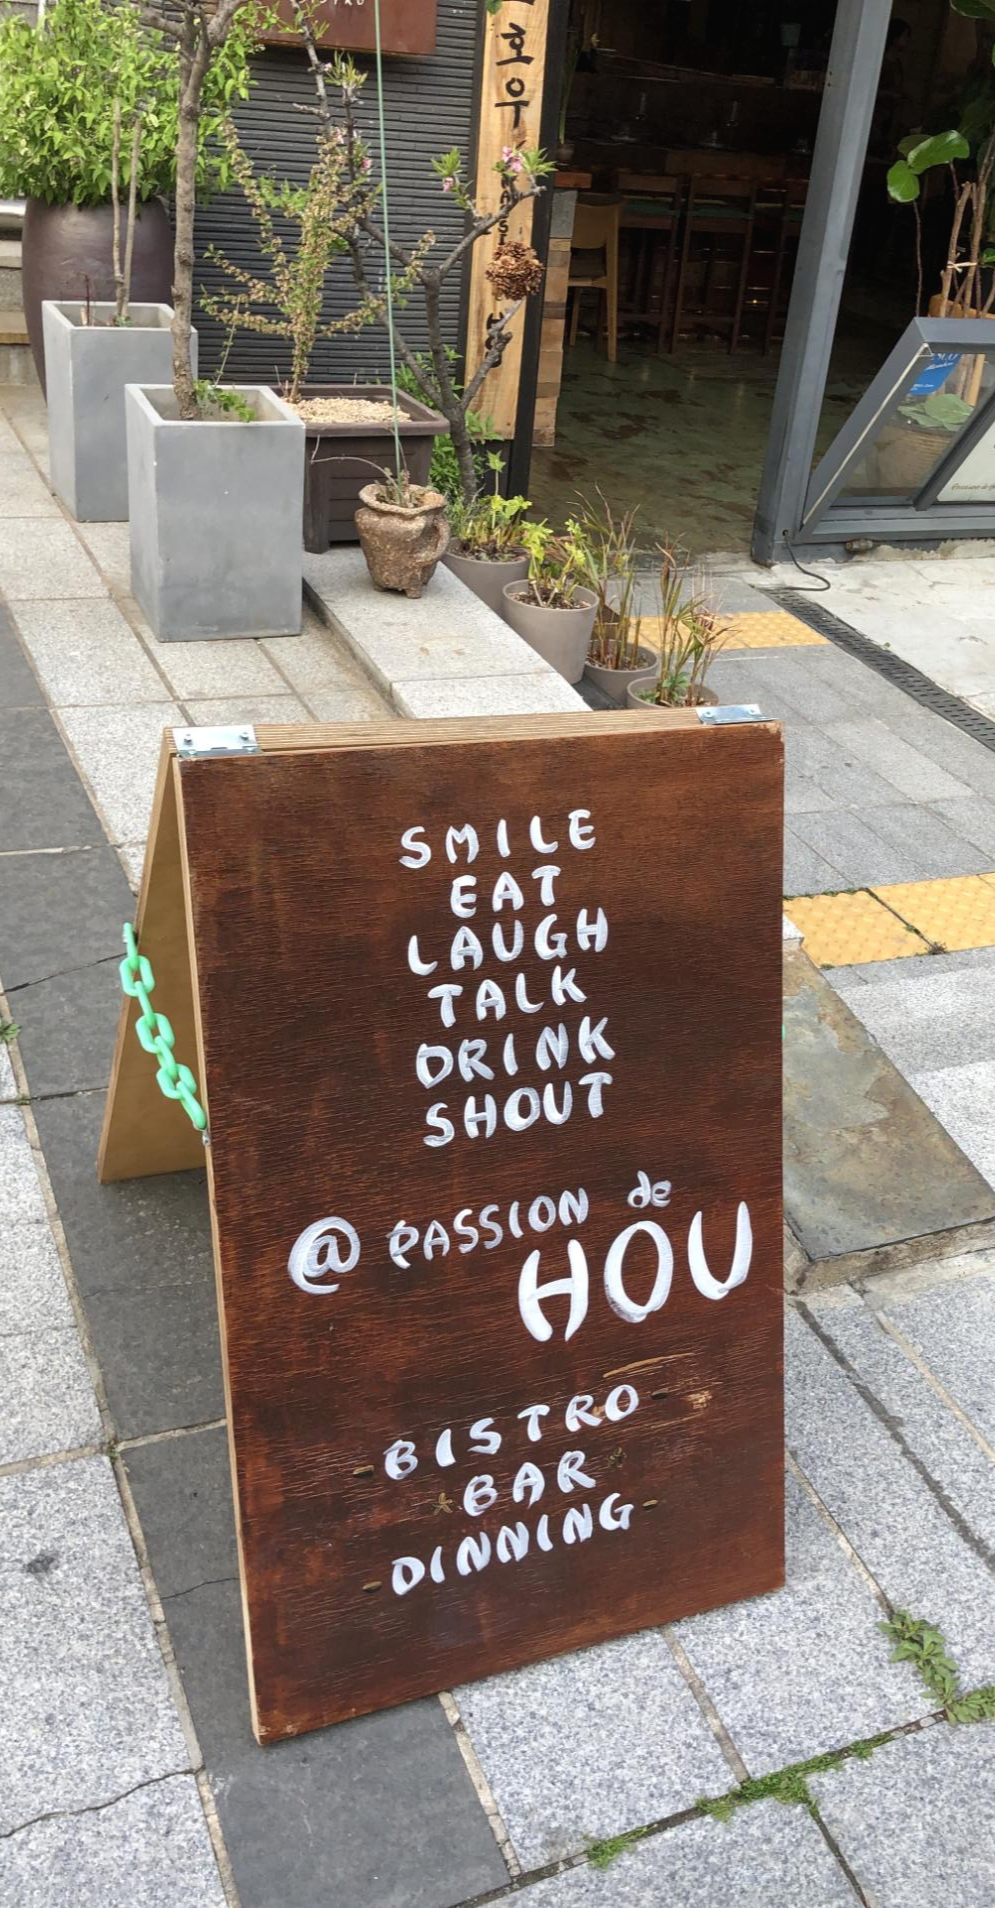 호우
SMILE
EAT
LAUGH
TALK
DRINK
SHOUT
@ PASSION de
HOU
BISTRO
BAR
DINNING